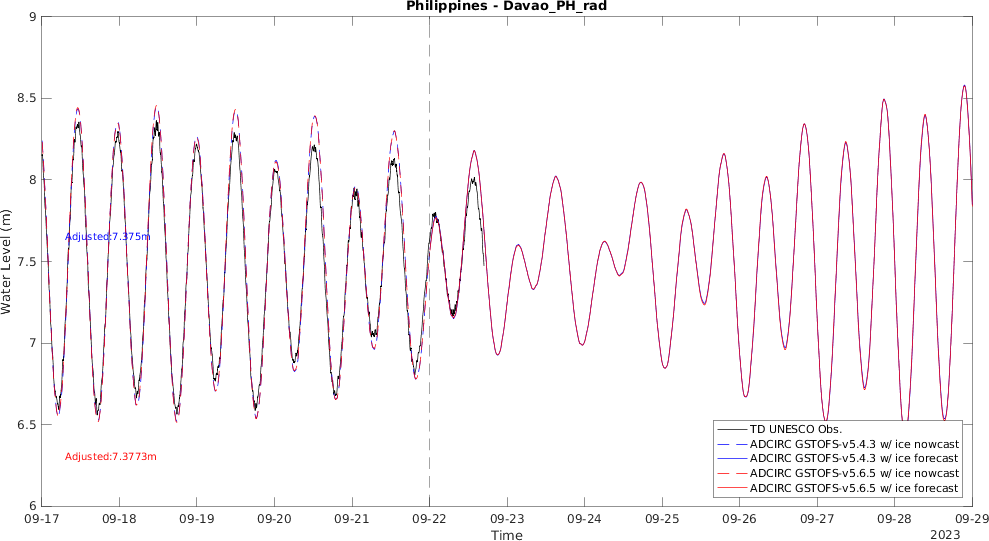 Philippines - Davao_PH_rad
9
8.5
8
7.5
7
6.5
6
Water Level (m)
Adjusted:7.375m
Adjusted:7.3773m
TD UNESCO Obs.
ADCIRC GSTOFS-v5.4.3 w/ ice nowcast
ADCIRC GSTOFS-v5.4.3 w/ ice forecast
ADCIRC GSTOFS-v5.6.5 w/ ice nowcast
ADCIRC GSTOFS-v5.6.5 w/ ice forecast
09-17 09-18 09-19 09-20 09-21 09-22 09-23 09-24 09-25 09-26 09-27 09-28 09-29
Time
2023